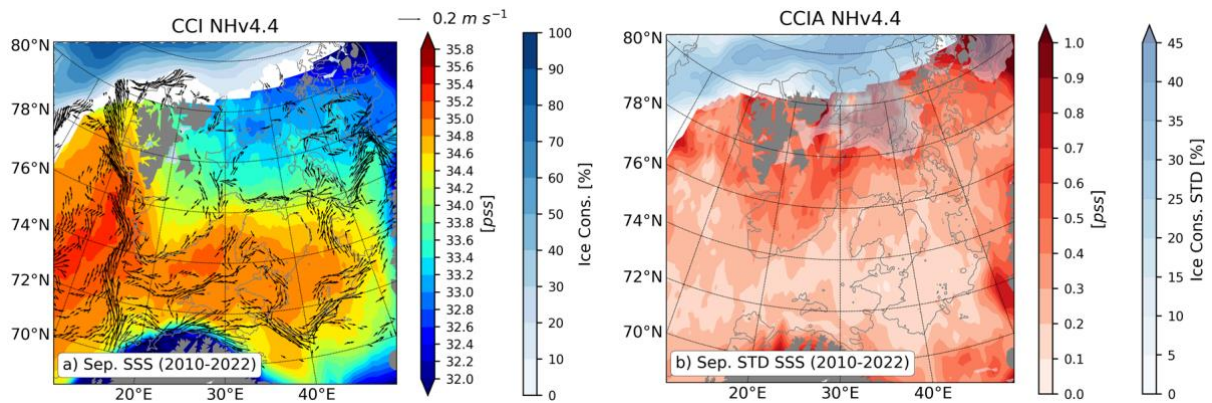 CCI NHv4.4
0.2 m s⁻¹
80°N
78°N
76°N
74°N
72°N
70°N
20°E
30°E
40°E
a) Sep. SSS (2010-2022)
35.8
35.4
35.2
35.0
34.8
34.6
34.4
34.2
34.0
33.8
33.6
33.4
33.2
33.0
32.8
32.6
32.4
32.0
[pss]
100
90
80
70
60
50
40
30
20
10
0
Ice Cons. [%]
CCIA NHv4.4
80°N
78°N
76°N
74°N
72°N
70°N
20°E
30°E
40°E
b) Sep. STD SSS (2010-2022)
1.0
0.9
0.8
0.7
0.6
0.5
0.4
0.3
0.2
0.1
0.0
[pss]
45
40
35
30
25
20
15
10
5
0
Ice Cons. STD [%]